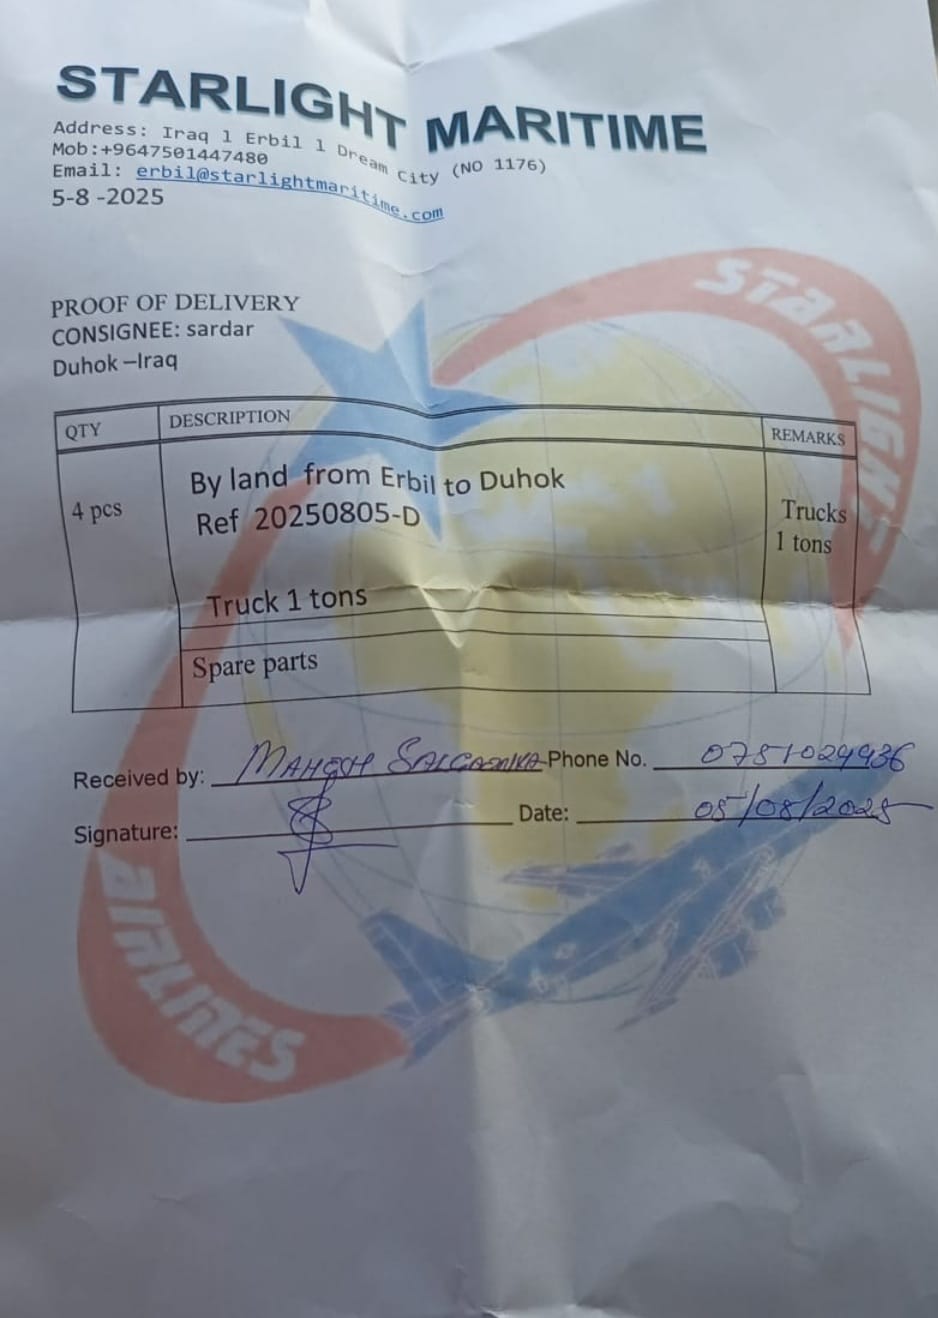 STARLIGHT MARITIME
Address: Iraq l Erbil l Dream City (NO 1176)
Mob:+9647501447480
Email: erbil@starlightmaritime.com
5-8 -2025
PROOF OF DELIVERY
CONSIGNEE: sardar
Duhok –Iraq
QTY DESCRIPTION REMARKS
4 pcs By land from Erbil to Duhok Trucks
Ref 20250805-D 1 tons
Truck 1 tons
Spare parts
Received by: MAHESH Phone No. 0751024936
Signature: Date: 05/08/2025
STARLIGHT
AIRLINES